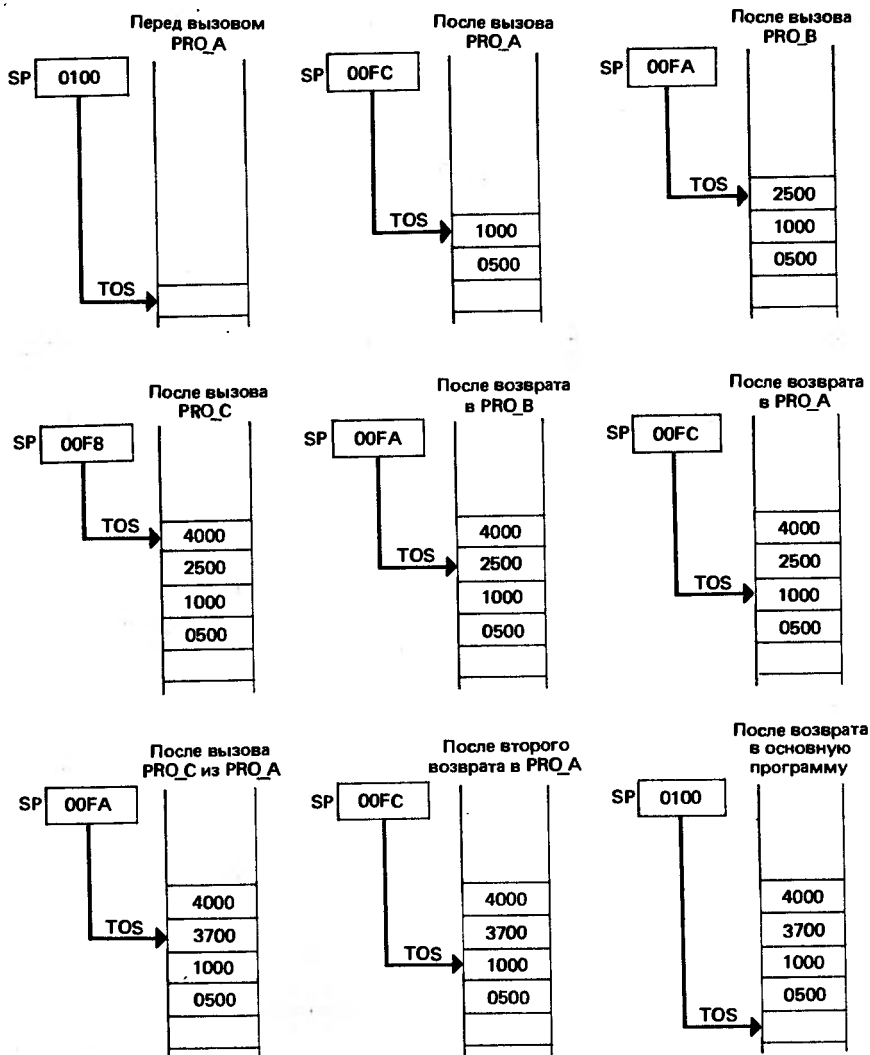 Перед вызовом
PRO_A
SP 0100
TOS
После вызова
PRO_A
SP 00FC
TOS
1000
0500
После вызова
PRO_B
SP 00FA
TOS
2500
1000
0500
После вызова
PRO_C
SP 00F8
TOS
4000
2500
1000
0500
После возврата
в PRO_B
SP 00FA
TOS
4000
2500
1000
0500
После возврата
в PRO_A
SP 00FC
TOS
4000
2500
1000
0500
После вызова
PRO_C из PRO_A
SP 00FA
TOS
4000
3700
1000
0500
После второго
возврата в PRO_A
SP 00FC
TOS
4000
3700
1000
0500
После возврата
в основную
программу
SP 0100
TOS
4000
3700
1000
0500